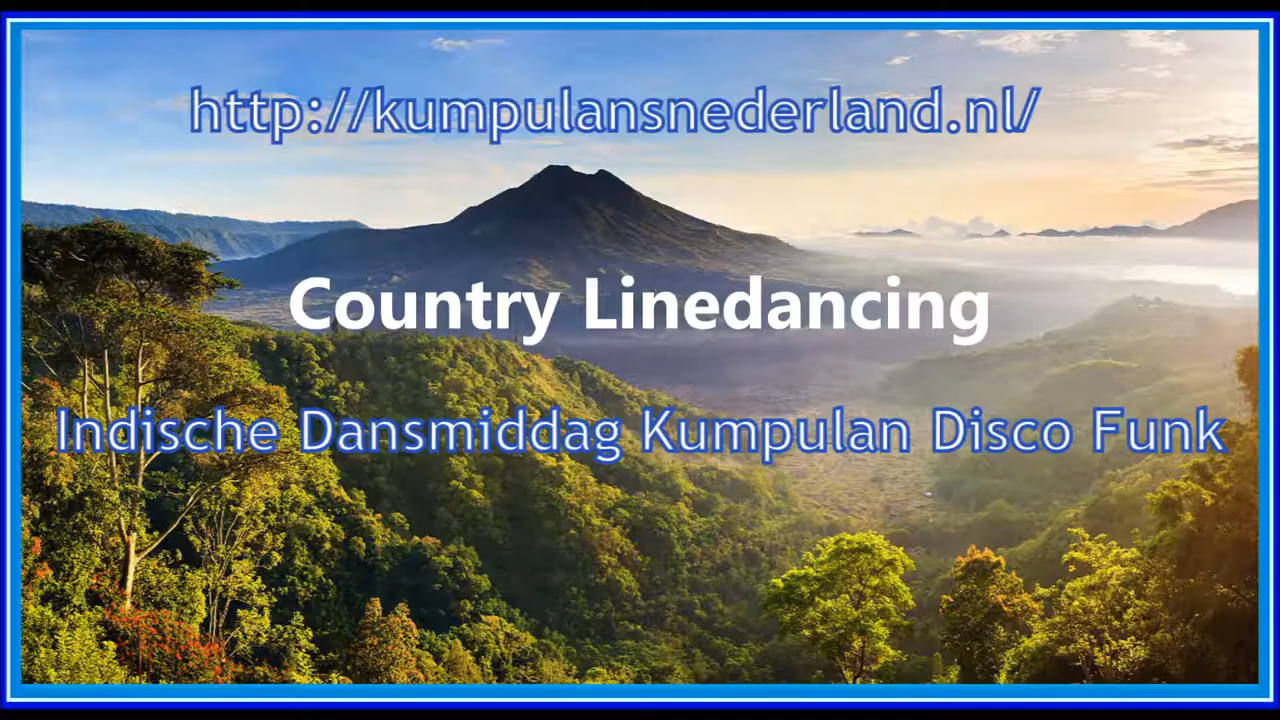 http://kumpulansnederland.nl/
Country Linedancing
Indische Dansmiddag Kumpulan Disco Funk